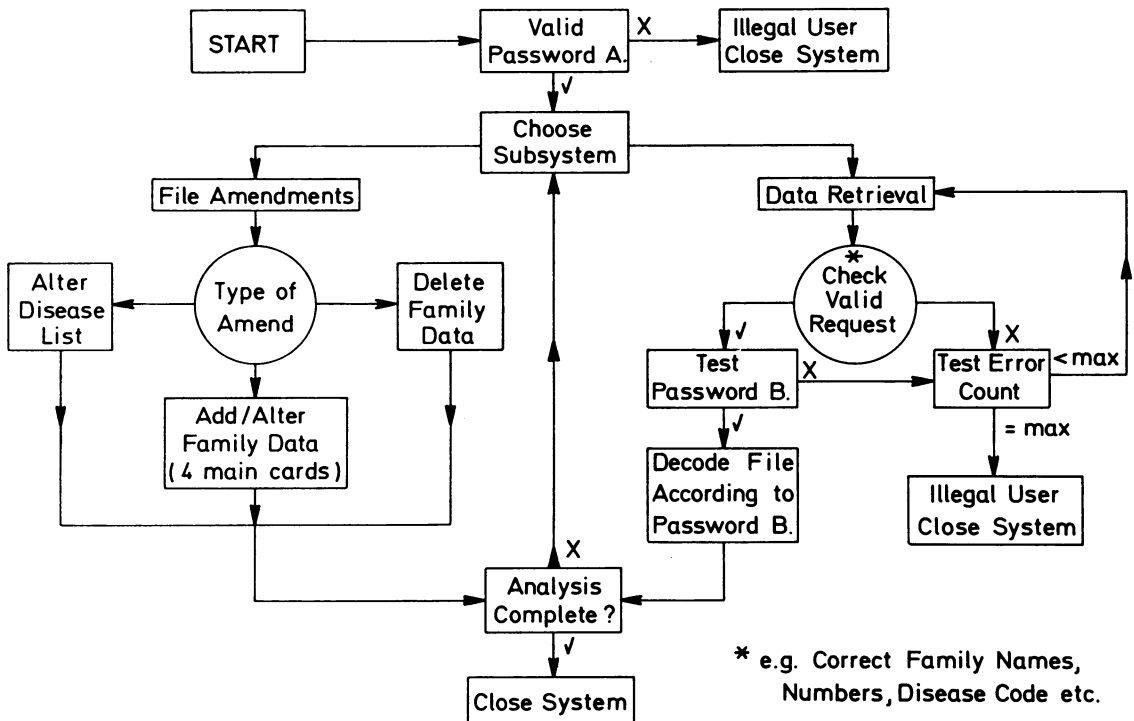 START
Valid
Password A.
X
Illegal User
Close System
✓
Choose
Subsystem
File Amendments
Data Retrieval
Alter
Disease
List
Type of
Amend
Delete
Family
Data
*
Check
Valid
Request
✓
X
Test
Password B.
X
Test Error
Count
< max
✓
= max
Add/Alter
Family Data
(4 main cards)
Decode File
According to
Password B.
Illegal User
Close System
X
Analysis
Complete?
✓
Close System
* e.g. Correct Family Names,
Numbers, Disease Code etc.